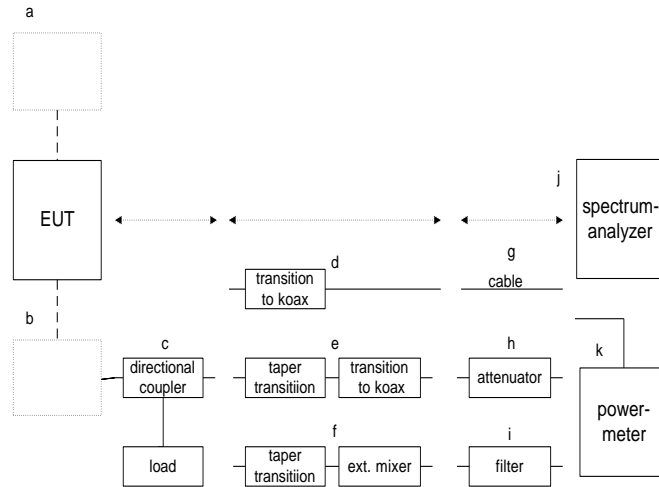 a
EUT
j
spectrum-
analyzer
d
transition
to koax
g
cable
b
c
directional
coupler
e
taper
transitiion
transition
to koax
h
attenuator
k
power-
meter
load
f
taper
transitiion
ext. mixer
i
filter